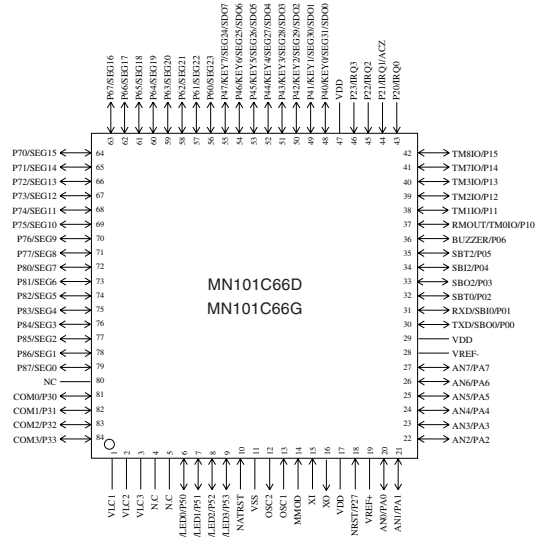 P67/SEG16
P66/SEG17
P65/SEG18
P64/SEG19
P63/SEG20
P62/SEG21
P61/SEG22
P60/SEG23
P47/KEY7/SEG24/SDO7
P46/KEY6/SEG25/SDO6
P45/KEY5/SEG26/SDO5
P44/KEY4/SEG27/SDO4
P43/KEY3/SEG28/SDO3
P42/KEY2/SEG29/SDO2
P41/KEY1/SEG30/SDO1
P40/KEY0/SEG31/SDO0
VDD
P23/IRQ3
P22/IRQ2
P21/IRQ1/ACZ
P20/IRQ0
63 62 61 60 59 58 57 56 55 54 53 52 51 50 49 48 47 46 45 44 43
P70/SEG15 64
P71/SEG14 65
P72/SEG13 66
P73/SEG12 67
P74/SEG11 68
P75/SEG10 69
P76/SEG9 70
P77/SEG8 71
P80/SEG7 72
P81/SEG6 73
P82/SEG5 74
P83/SEG4 75
P84/SEG3 76
P85/SEG2 77
P86/SEG1 78
P87/SEG0 79
NC 80
COM0/P30 81
COM1/P31 82
COM2/P32 83
COM3/P33 84
MN101C66D
MN101C66G
42 TM8IO/P15
41 TM7IO/P14
40 TM3IO/P13
39 TM2IO/P12
38 TM1IO/P11
37 RMOUT/TM0IO/P10
36 BUZZER/P06
35 SBT2/P05
34 SBI2/P04
33 SBO2/P03
32 SBT0/P02
31 RXD/SBI0/P01
30 TXD/SBO0/P00
29 VDD
28 VREF-
27 AN7/PA7
26 AN6/PA6
25 AN5/PA5
24 AN4/PA4
23 AN3/PA3
22 AN2/PA2
1 2 3 4 5 6 7 8 9 10 11 12 13 14 15 16 17 18 19 20 21
VLC1
VLC2
VLC3
N.C
N.C
/LED0/P50
/LED1/P51
/LED2/P52
/LED3/P53
NATRST
VSS
OSC2
OSC1
MMOD
XI
XO
VDD
NRST/P27
VREF+
AN0/PA0
AN1/PA1